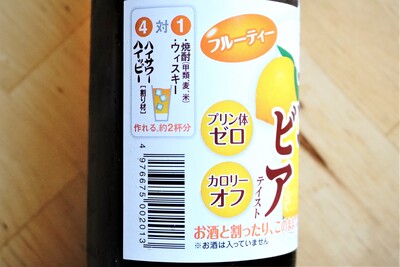 4対1
・焼酎(甲類、麦、米)
・ウィスキー
ハイサワー
ハイッピー
[割り材]
作れる、約2杯分
4 976675 002013
フルーティー
プリン体
ゼロ
カロリー
オフ
ビア
テイスト
お酒と割ったり、このまま
※お酒は入っていません